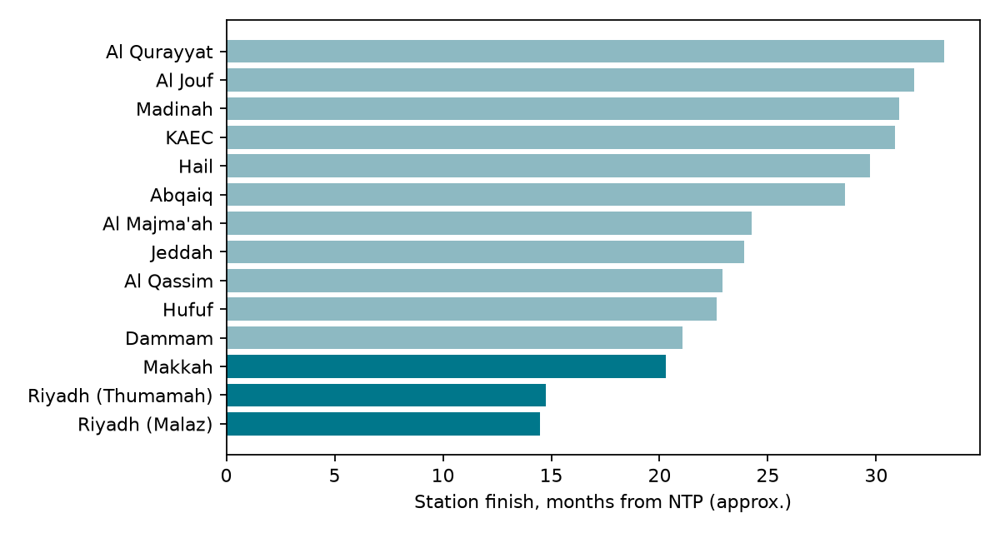 Al Qurayyat
Al Jouf
Madinah
KAEC
Hail
Abqaiq
Al Majma'ah
Jeddah
Al Qassim
Hufuf
Dammam
Makkah
Riyadh (Thumamah)
Riyadh (Malaz)
0 5 10 15 20 25 30
Station finish, months from NTP (approx.)